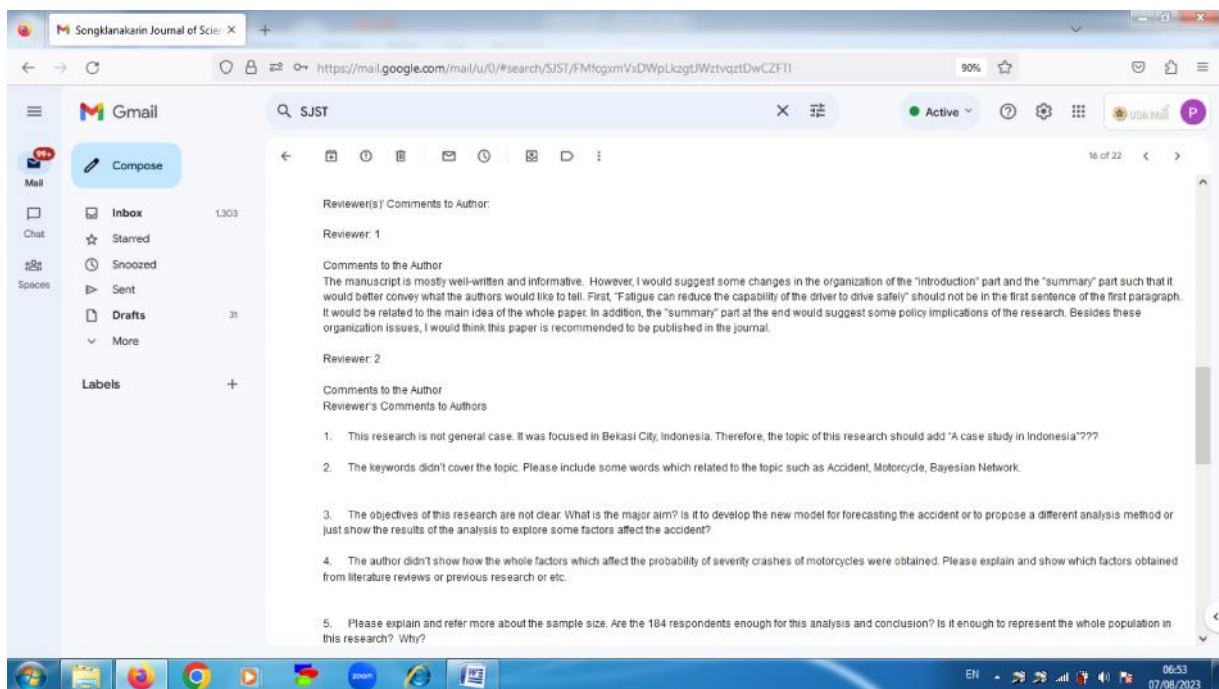 Songklanakarin Journal of Scien
https://mail.google.com/mail/u/0/#search/SJST/FMfcgxmVxDWpLkzgtJWztvqztDwCZFTl
90%
Gmail
SJST
Active
P
99+
Mail
Compose
16 of 22
Chat
Spaces
Inbox 1,303
Starred
Snoozed
Sent
Drafts 31
More
Labels
Reviewer(s)' Comments to Author:
Reviewer: 1
Comments to the Author
The manuscript is mostly well-written and informative. However, I would suggest some changes in the organization of the "introduction" part and the "summary" part such that it
would better convey what the authors would like to tell. First, "Fatigue can reduce the capability of the driver to drive safely" should not be in the first sentence of the first paragraph.
It would be related to the main idea of the whole paper. In addition, the "summary" part at the end would suggest some policy implications of the research. Besides these
organization issues, I would think this paper is recommended to be published in the journal.
Reviewer: 2
Comments to the Author
Reviewer's Comments to Authors
1. This research is not general case. It was focused in Bekasi City, Indonesia. Therefore, the topic of this research should add "A case study in Indonesia"???
2. The keywords didn't cover the topic. Please include some words which related to the topic such as Accident, Motorcycle, Bayesian Network.
3. The objectives of this research are not clear. What is the major aim? Is it to develop the new model for forecasting the accident or to propose a different analysis method or
just show the results of the analysis to explore some factors affect the accident?
4. The author didn't show how the whole factors which affect the probability of severity crashes of motorcycles were obtained. Please explain and show which factors obtained
from literature reviews or previous research or etc.
5. Please explain and refer more about the sample size. Are the 184 respondents enough for this analysis and conclusion? Is it enough to represent the whole population in
this research? Why?
zoom
EN
06:53
07/08/2023